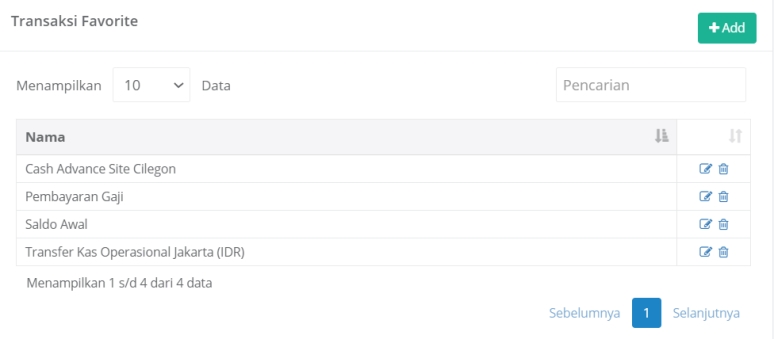 Transaksi Favorite
+ Add
Menampilkan 10 Data
Pencarian
Nama
Cash Advance Site Cilegon
Pembayaran Gaji
Saldo Awal
Transfer Kas Operasional Jakarta (IDR)
Menampilkan 1 s/d 4 dari 4 data
Sebelumnya 1 Selanjutnya